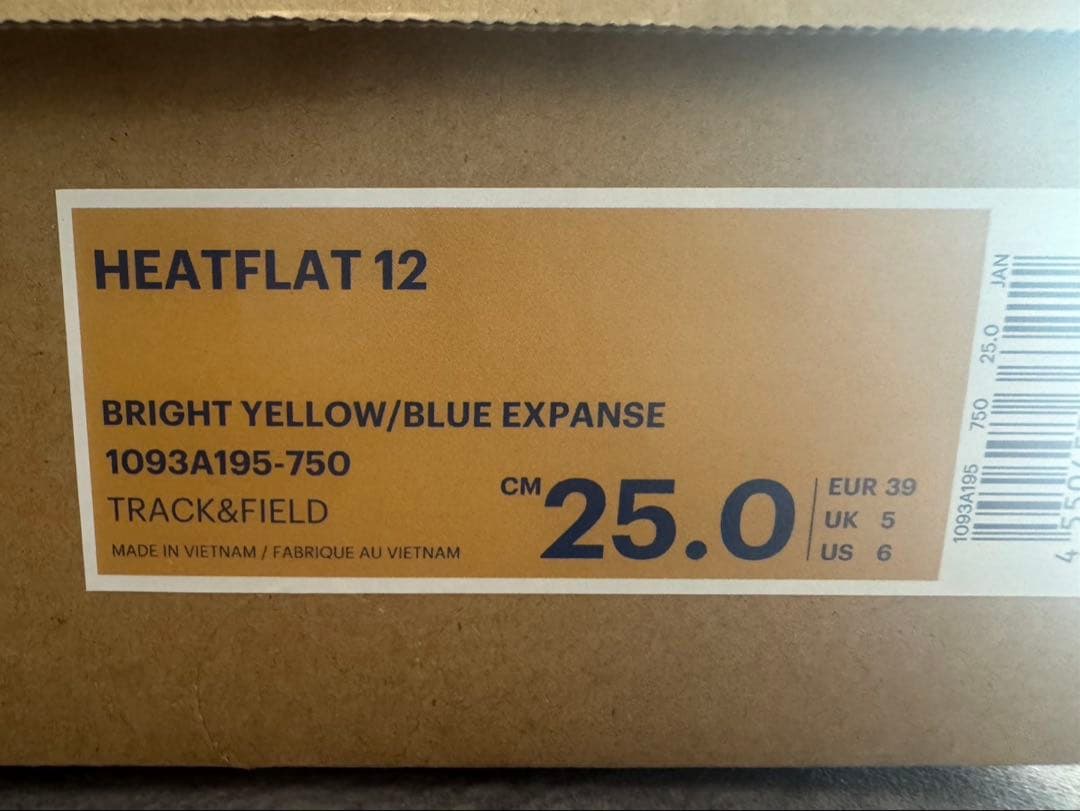 HEATFLAT 12
BRIGHT YELLOW/BLUE EXPANSE
1093A195-750
TRACK&FIELD
MADE IN VIETNAM / FABRIQUE AU VIETNAM
CM 25.0
EUR 39
UK 5
US 6
1093A195 750 25.0 JAN